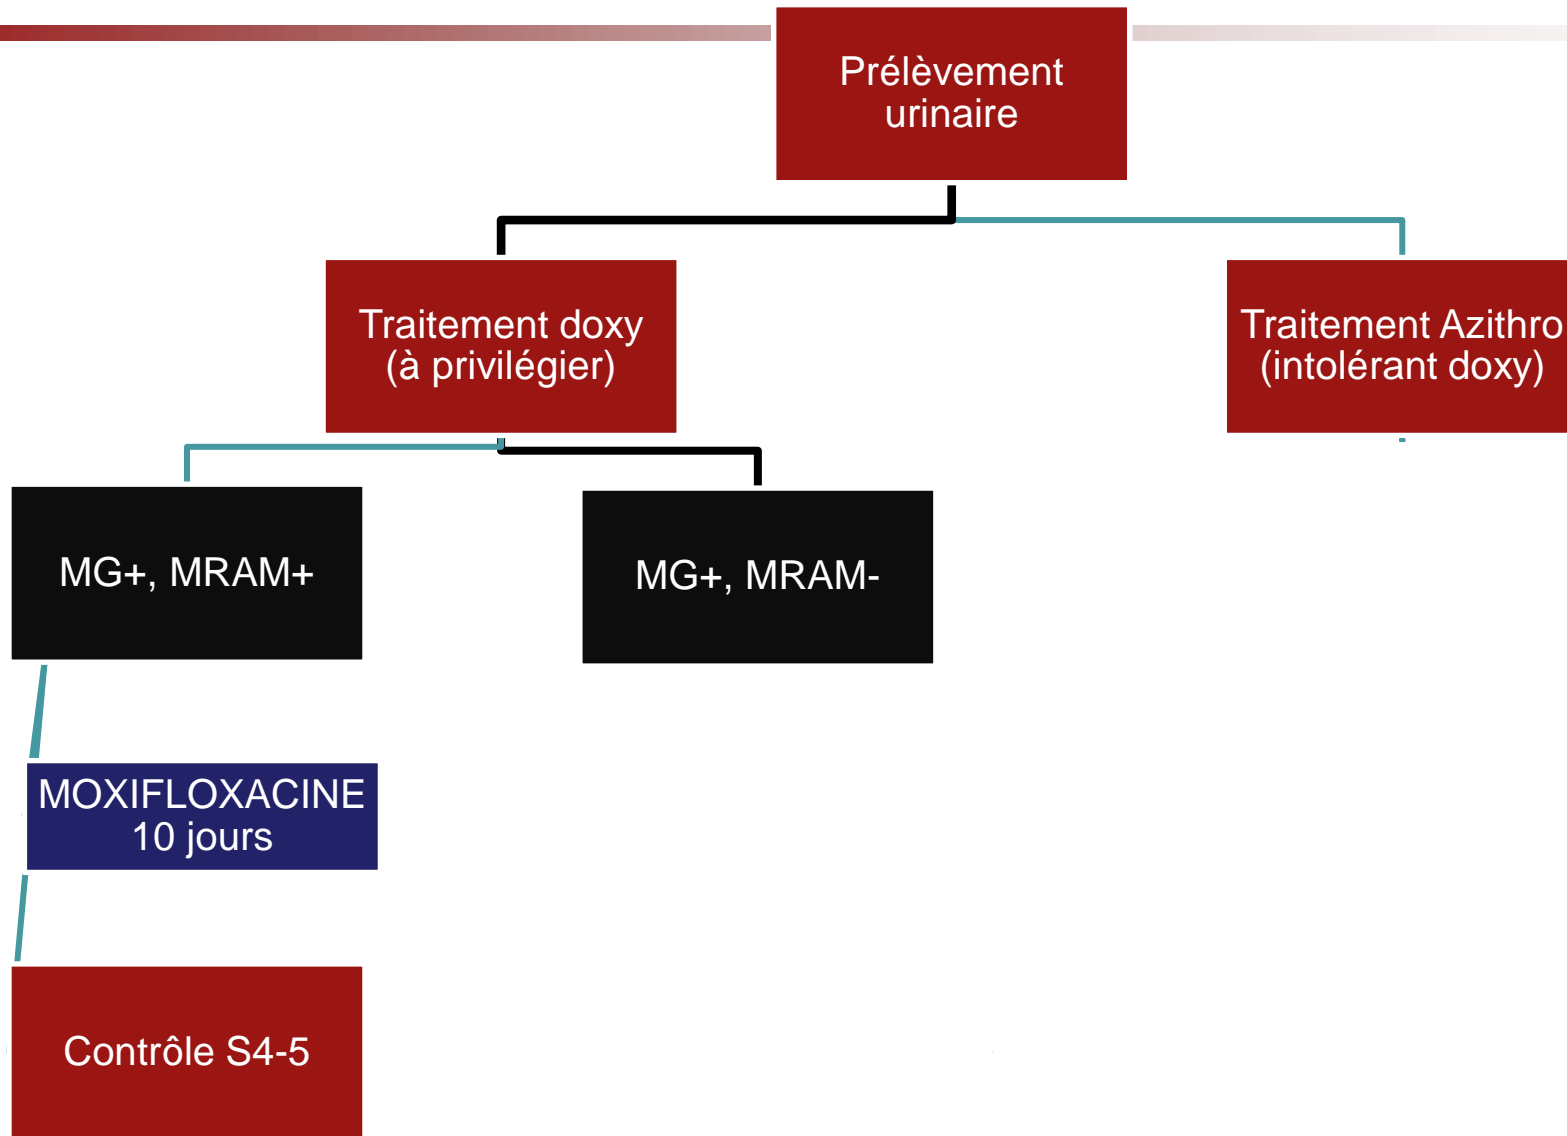 Prélèvement
urinaire
Traitement doxy
(à privilégier)
Traitement Azithro
(intolérant doxy)
MG+, MRAM+
MG+, MRAM-
MOXIFLOXACINE
10 jours
Contrôle S4-5